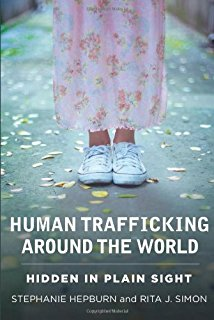 HUMAN TRAFFICKING
AROUND THE WORLD
HIDDEN IN PLAIN SIGHT
STEPHANIE HEPBURN and RITA J. SIMON